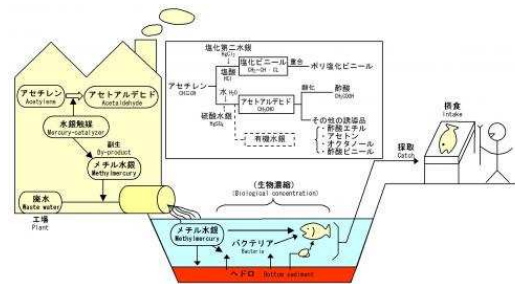 アセチレン
Acetylene
アセトアルデヒド
Acetaldehyde
水銀触媒
Mercury-catalyzer
副生
By-product
メチル水銀
Methylmercury
廃水
Waste water
工場
Plant
塩化第二水銀
HgCl₂
塩酸
HCl
塩化ビニール
CH₂=CH・CL
重合
ポリ塩化ビニール
アセチレン
CH≡CH
水 H₂O
アセトアルデヒド
CH₃CHO
酸化
酢酸
CH₃COOH
硫酸水銀
HgSO₄
有機水銀
その他の誘導品
・酢酸エチル
・アセトン
・オクタノール
・酢酸ビニール
摂食
Intake
採取
Catch
(生物濃縮)
(Biological concentration)
メチル水銀
Methylmercury
バクテリア
Bacteria
ヘドロ Bottom sediment